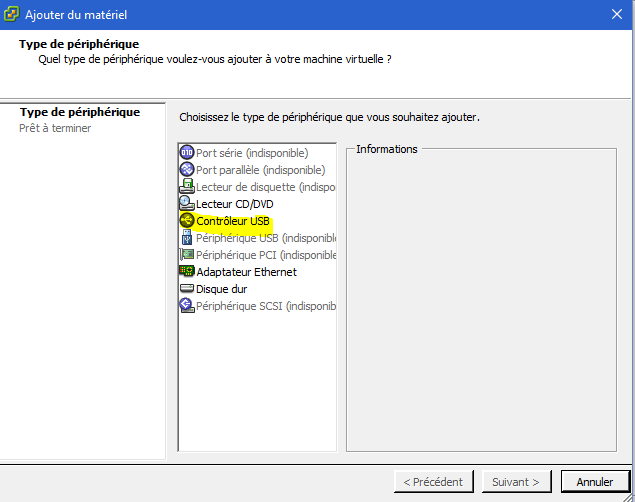 Ajouter du matériel
Type de périphérique
Quel type de périphérique voulez-vous ajouter à votre machine virtuelle ?
Type de périphérique
Prêt à terminer
Choisissez le type de périphérique que vous souhaitez ajouter.
Port série (indisponible)
Port parallèle (indisponible)
Lecteur de disquette (indispo
Lecteur CD/DVD
Contrôleur USB
Périphérique USB (indisponibl
Périphérique PCI (indisponible
Adaptateur Ethernet
Disque dur
Périphérique SCSI (indisponib
Informations
< Précédent
Suivant >
Annuler